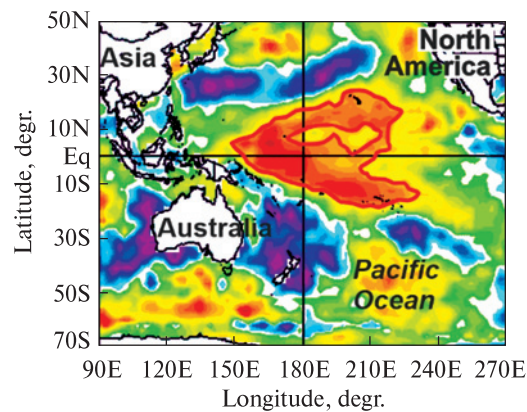 50N
30N
10N
Eq
10S
30S
50S
70S
Latitude, degr.
Asia
North
America
Australia
Pacific
Ocean
90E 120E 150E 180E 210E 240E 270E
Longitude, degr.